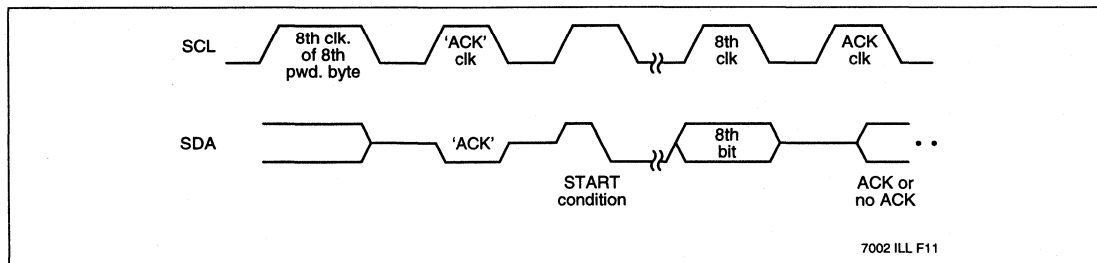 SCL
8th clk.
of 8th
pwd. byte
'ACK'
clk
8th
clk
ACK
clk
SDA
'ACK'
8th
bit
START
condition
ACK or
no ACK
7002 ILL F11